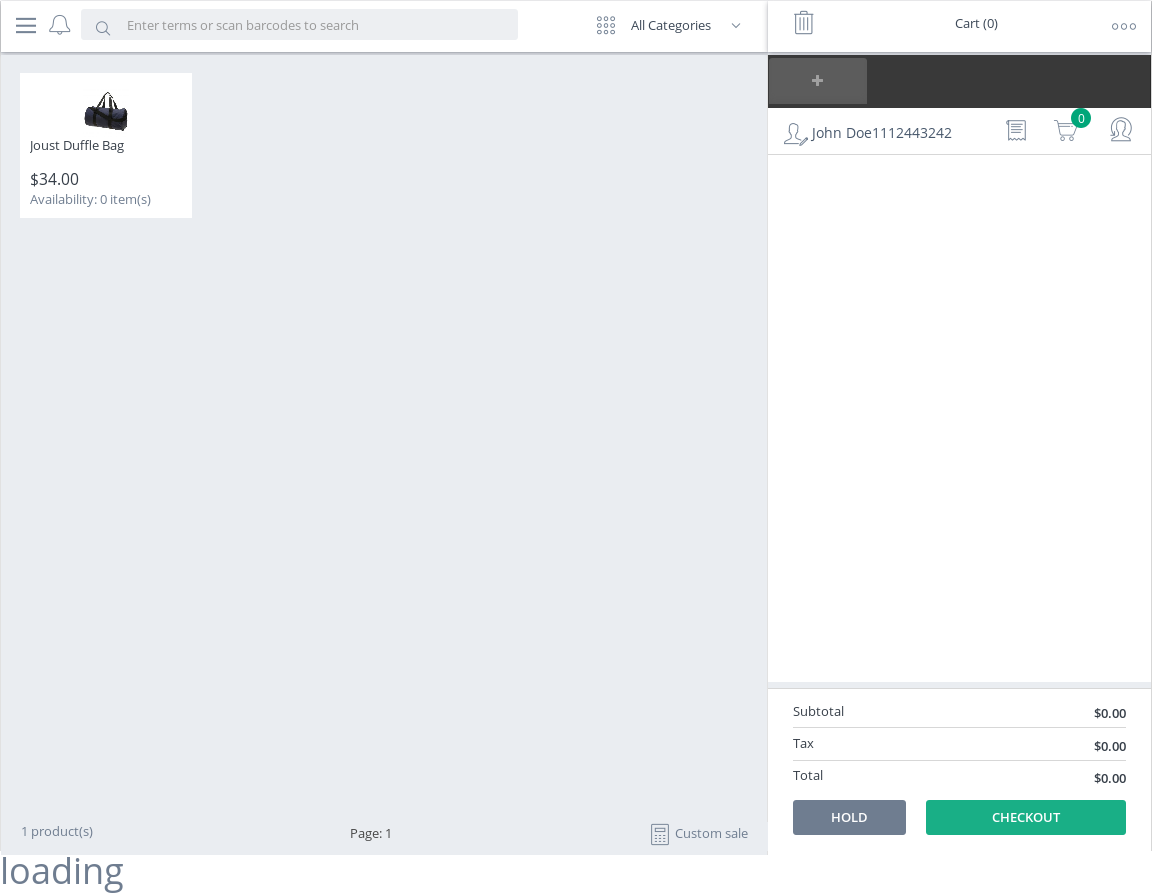 Enter terms or scan barcodes to search
All Categories
Cart (0)
+
John Doe1112443242
0
Joust Duffle Bag
$34.00
Availability: 0 item(s)
Subtotal $0.00
Tax $0.00
Total $0.00
HOLD CHECKOUT
1 product(s) Page: 1 Custom sale
loading